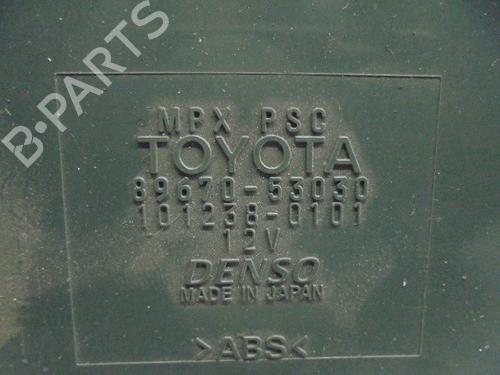 B·PARTS
MPX PSC
TOYOTA
89670-53030
101238-0101
12V
DENSO
MADE IN JAPAN
>ABS<